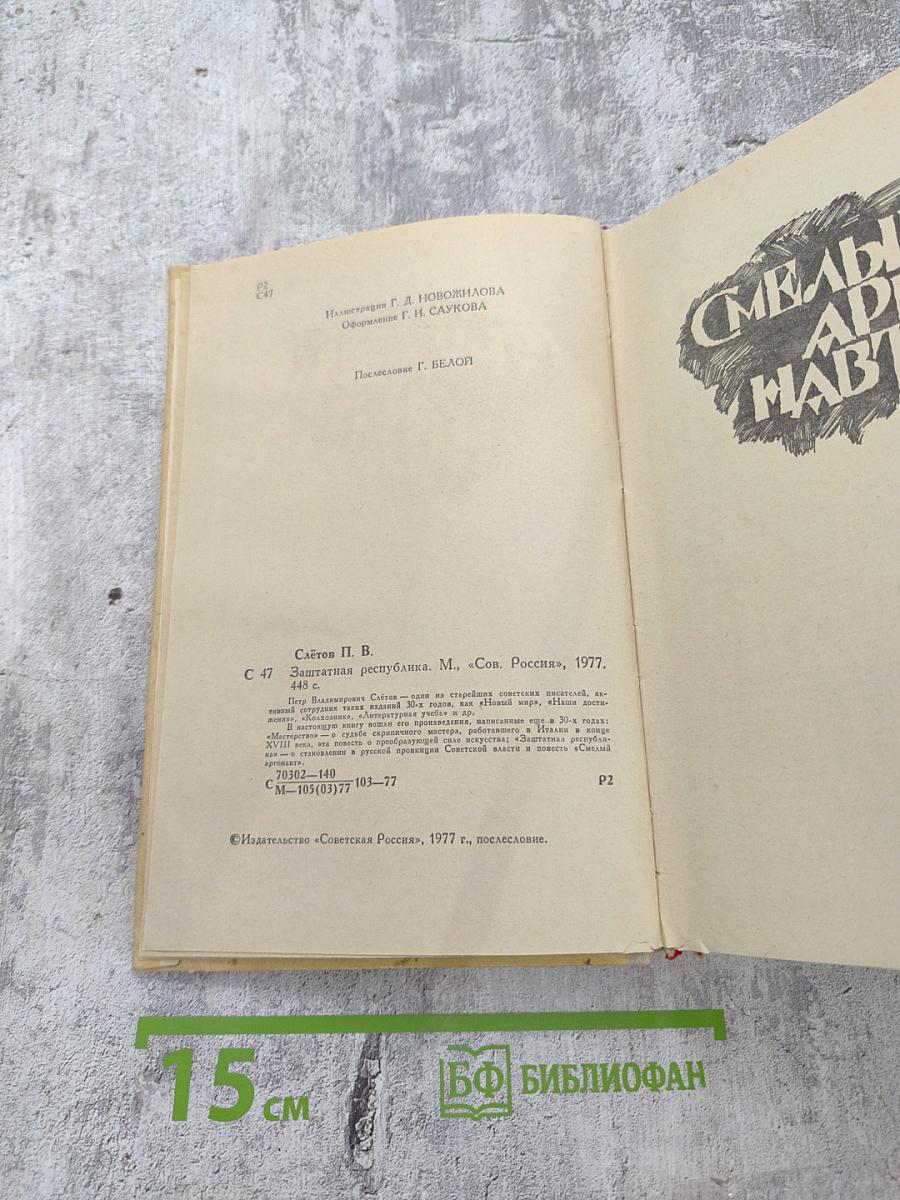 Р2
С47
Иллюстрации Г. Д. НОВОЖИЛОВА
Оформление Г. И. САУКОВА
Послесловие Г. БЕЛОЙ
Слётов П. В.
С 47 Заштатная республика. М., «Сов. Россия», 1977.
448 с.
Петр Владимирович Слётов — один из старейших советских писателей, ак-
тивный сотрудник таких изданий 30-х годов, как «Новый мир», «Наши дости-
жения», «Колхозник», «Литературная учеба» и др.
В настоящую книгу вошли его произведения, написанные еще в 30-х годах:
«Мастерство» — о судьбе скрипичного мастера, работавшего в Италии в конце
XVIII века, эта повесть о преобразующей силе искусства; «Заштатная республи-
ка» — о становлении в русской провинции Советской власти и повесть «Смелый
аргонавт».
С 70302—140
М—105(03)77 103—77 Р2
©Издательство «Советская Россия», 1977 г., послесловие.
СМЕЛЫ
АР
НАВТ
15 см
БФ БИБЛИОФАН